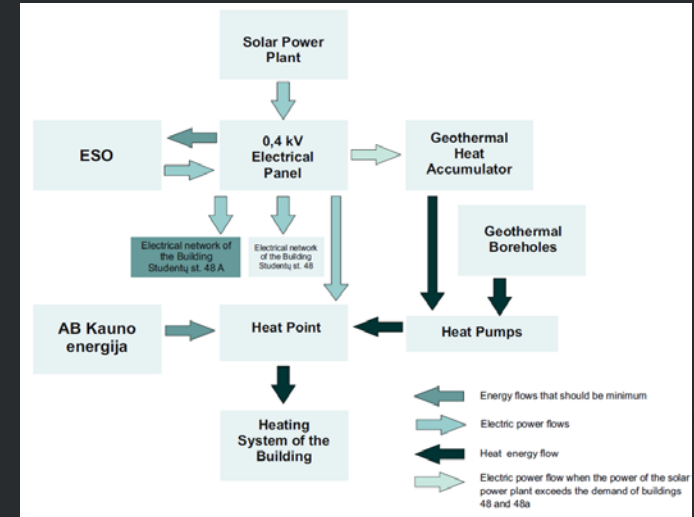 Solar Power
Plant
ESO
0,4 kV
Electrical
Panel
Geothermal
Heat
Accumulator
Electrical network of
the Building
Studentų st. 48 A
Electrical network
of the Building
Studentų st. 48
Geothermal
Boreholes
AB Kauno
energija
Heat Point
Heat Pumps
Heating
System of the
Building
Energy flows that should be minimum
Electric power flows
Heat energy flow
Electric power flow when the power of the solar
power plant exceeds the demand of buildings
48 and 48a